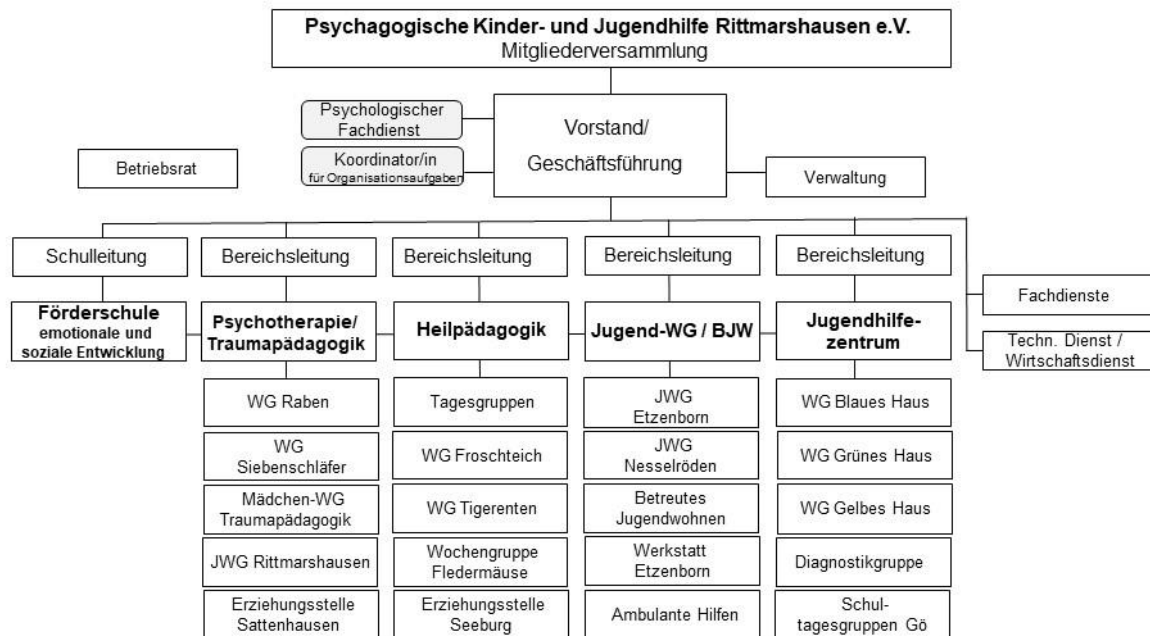 Psychagogische Kinder- und Jugendhilfe Rittmarshausen e.V.
Mitgliederversammlung
Psychologischer
Fachdienst
Vorstand/
Geschäftsführung
Koordinator/in
für Organisationsaufgaben
Betriebsrat
Verwaltung
Schulleitung
Bereichsleitung
Bereichsleitung
Bereichsleitung
Bereichsleitung
Fachdienste
Techn. Dienst /
Wirtschaftsdienst
Förderschule
emotionale und
soziale Entwicklung
Psychotherapie/
Traumapädagogik
Heilpädagogik
Jugend-WG / BJW
Jugendhilfe-
zentrum
WG Raben
Tagesgruppen
JWG
Etzenborn
WG Blaues Haus
WG
Siebenschläfer
WG Froschteich
JWG
Nesselröden
WG Grünes Haus
Mädchen-WG
Traumapädagogik
WG Tigerenten
Betreutes
Jugendwohnen
WG Gelbes Haus
JWG Rittmarshausen
Wochengruppe
Fledermäuse
Werkstatt
Etzenborn
Diagnostikgruppe
Erziehungsstelle
Sattenhausen
Erziehungsstelle
Seeburg
Ambulante Hilfen
Schul-
tagesgruppen Gö